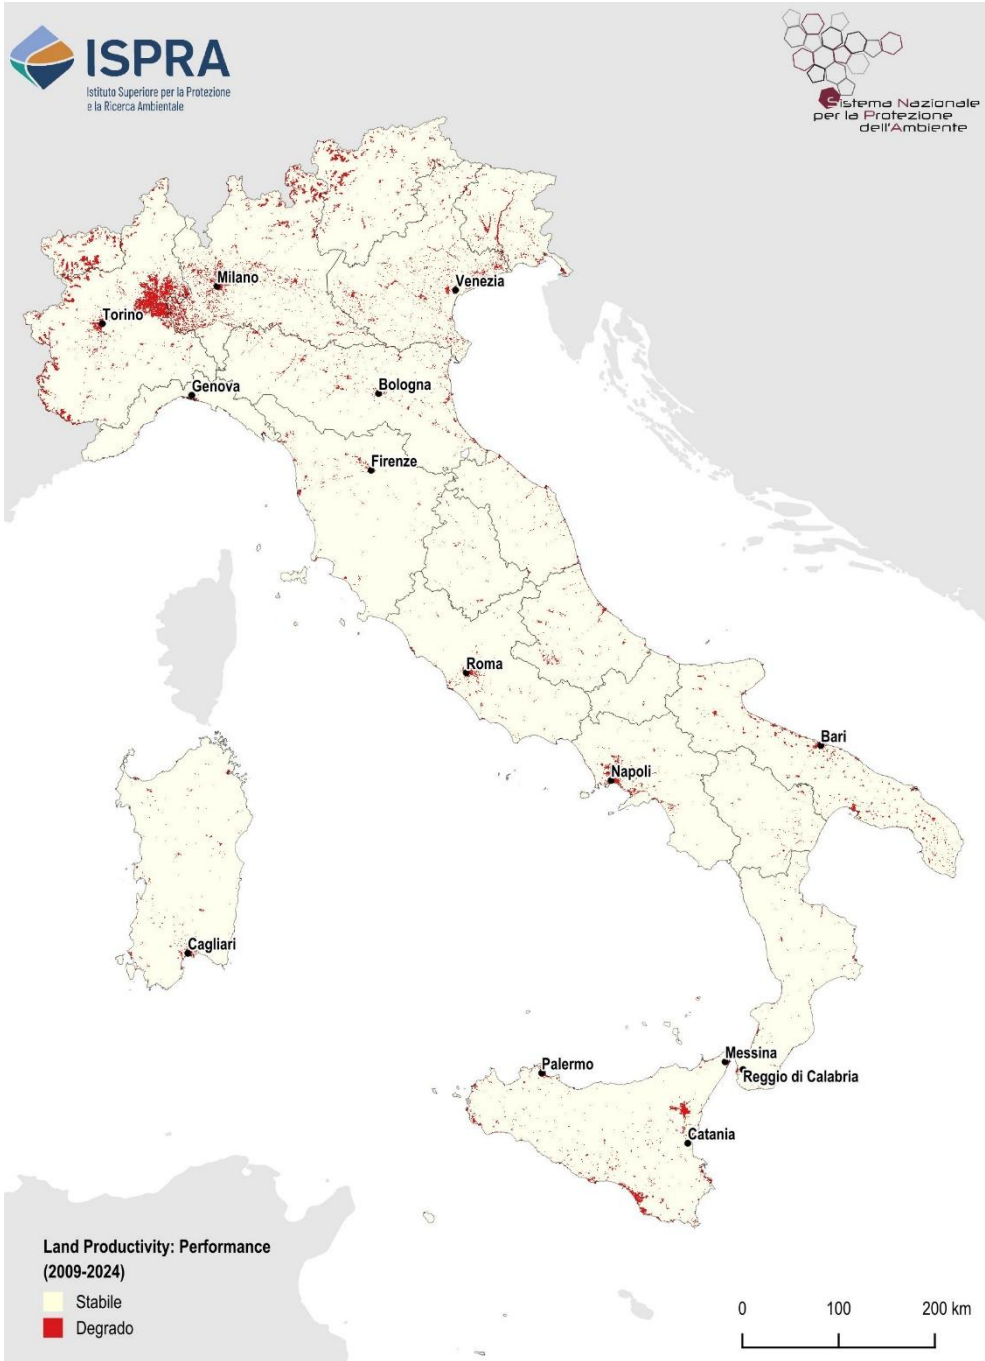 ISPRA
Istituto Superiore per la Protezione
e la Ricerca Ambientale
Sistema Nazionale
per la Protezione
dell'Ambiente
Milano
Venezia
Torino
Genova
Bologna
Firenze
Roma
Bari
Napoli
Cagliari
Messina
Palermo
Reggio di Calabria
Catania
Land Productivity: Performance
(2009-2024)
Stabile
Degrado
0 100 200 km